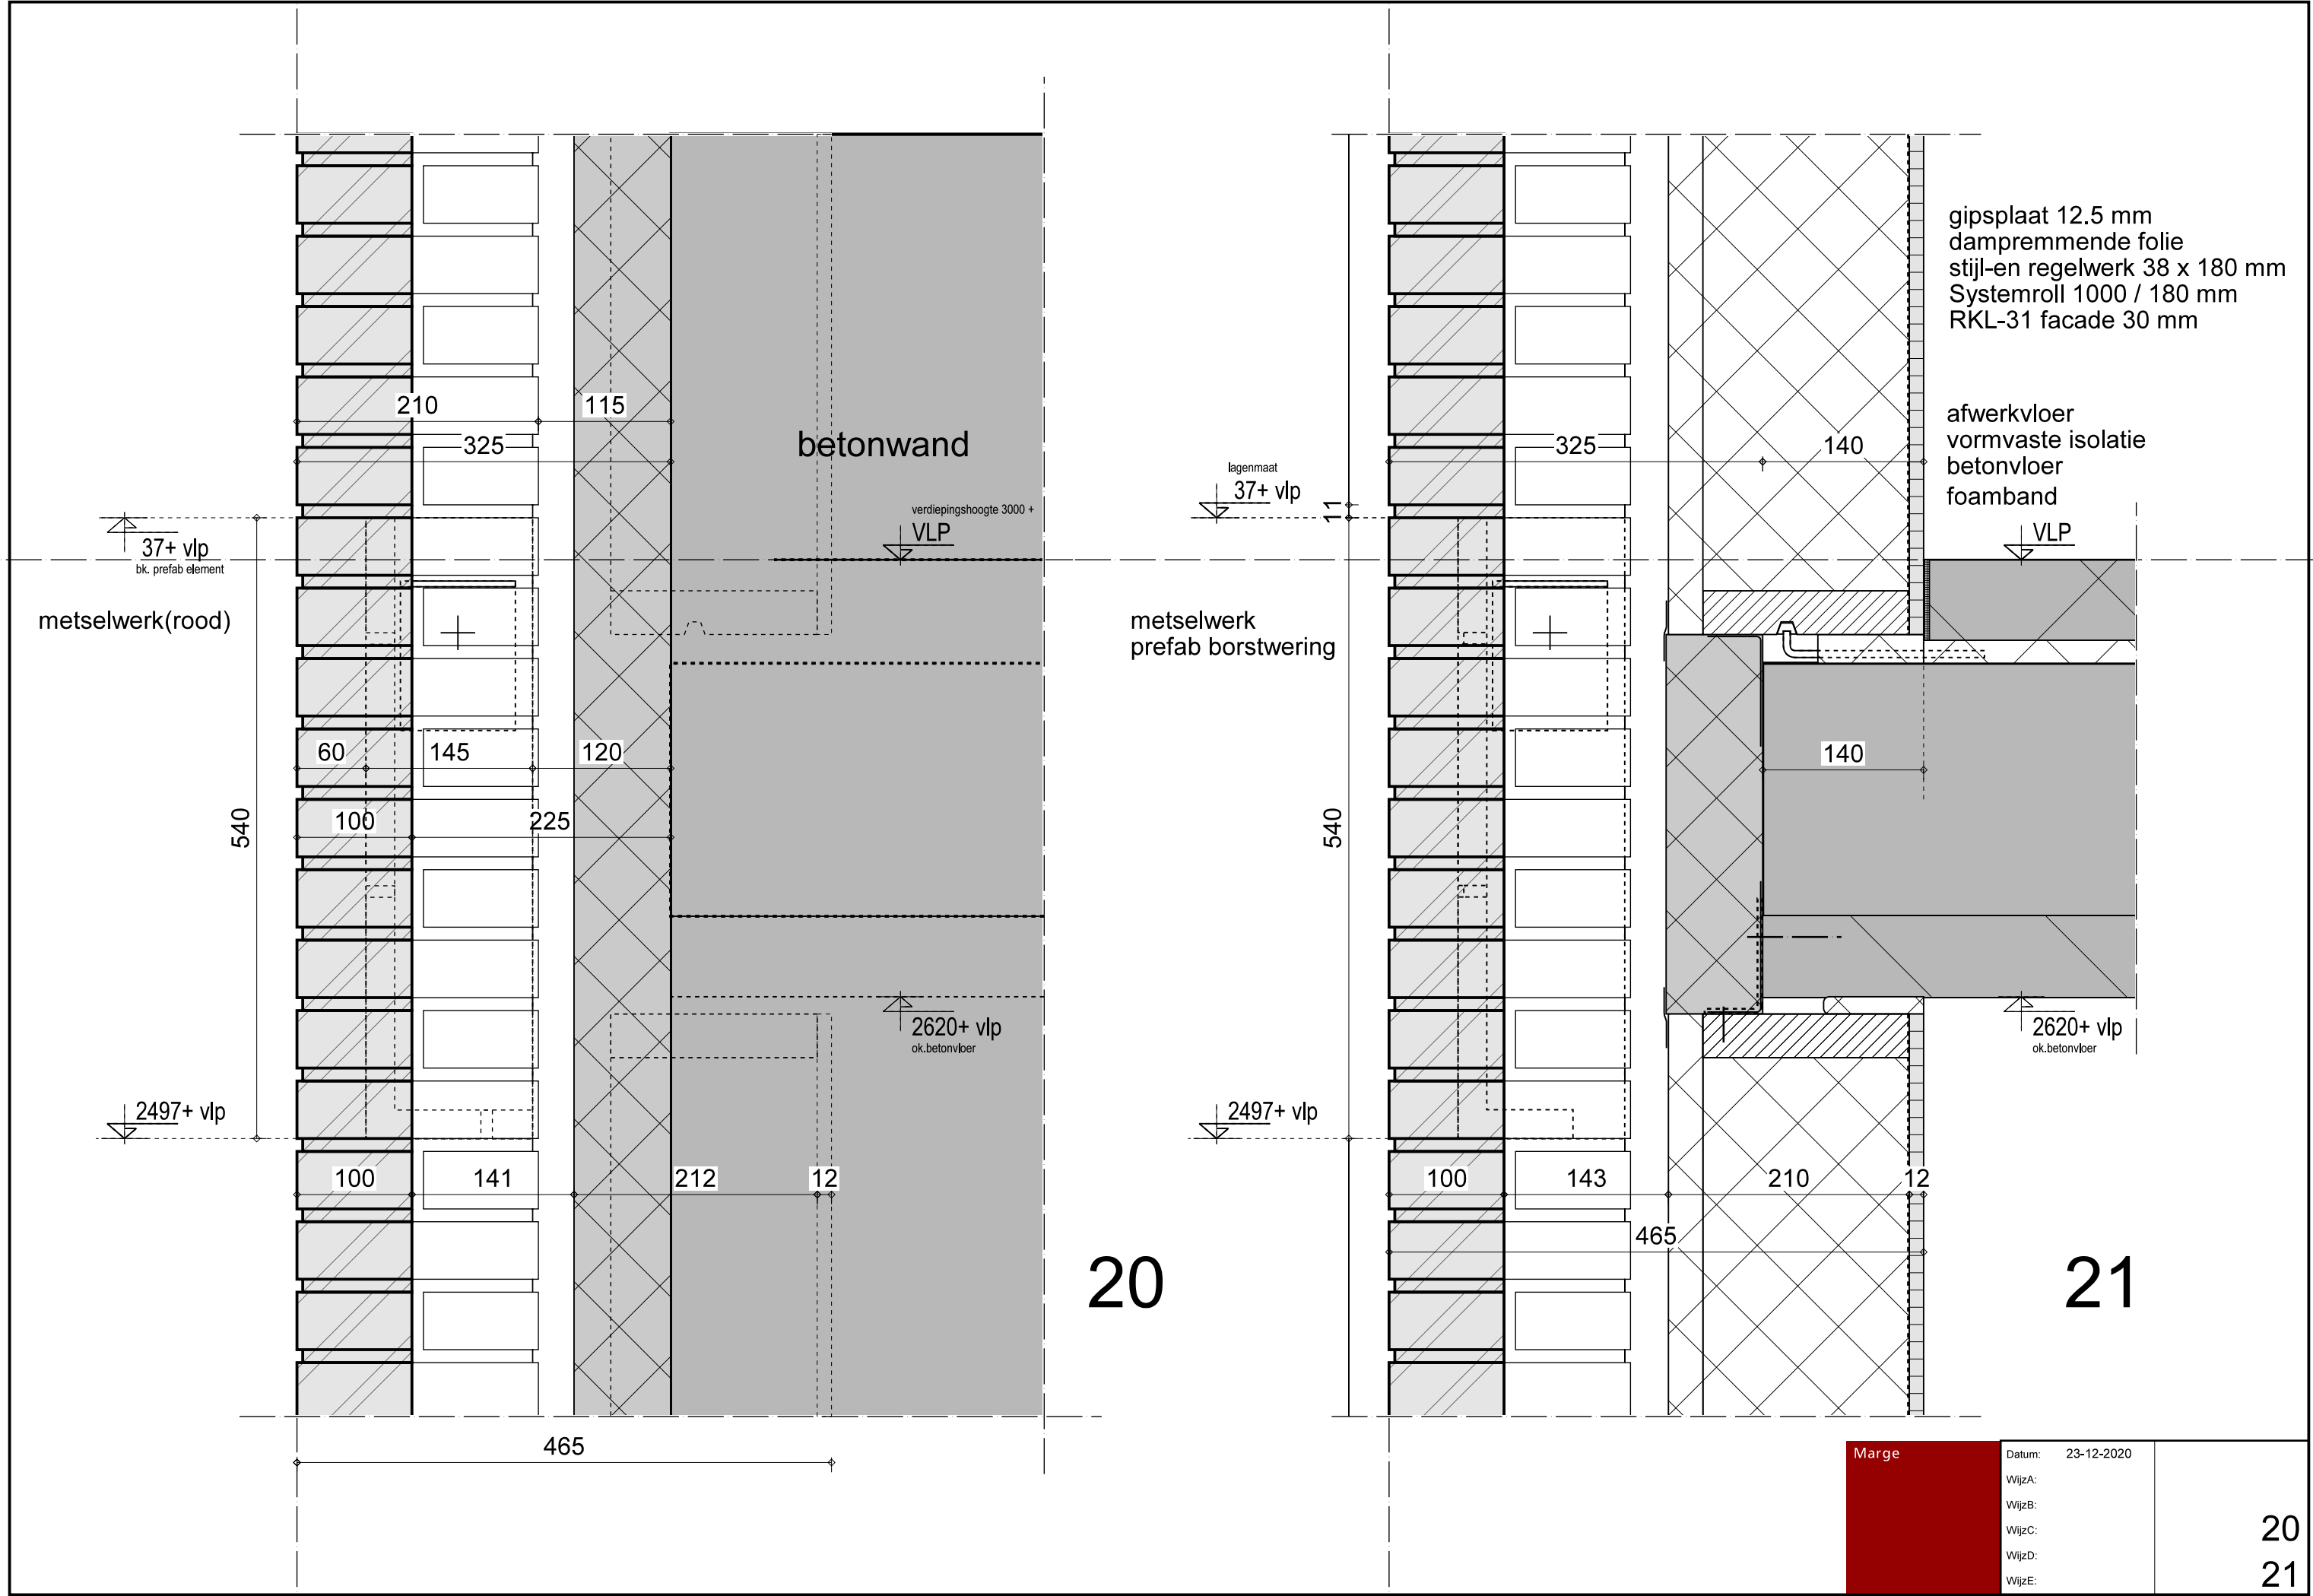 210
115
325
betonwand
verdiepingshoogte 3000 +
VLP
37+ vlp
bk. prefab element
metselwerk(rood)
60
145
120
100
225
540
2620+ vlp
ok.betonvloer
2497+ vlp
100
141
212
12
465
20
gipsplaat 12.5 mm
dampremmende folie
stijl-en regelwerk 38 x 180 mm
Systemroll 1000 / 180 mm
RKL-31 facade 30 mm
afwerkvloer
vormvaste isolatie
betonvloer
foamband
325
140
lagenmaat
37+ vlp
11
VLP
metselwerk
prefab borstwering
140
540
2620+ vlp
ok.betonvloer
2497+ vlp
100
143
210
12
465
21
Marge
Datum: 23-12-2020
WijzA:
WijzB:
WijzC:
WijzD:
WijzE:
20
21